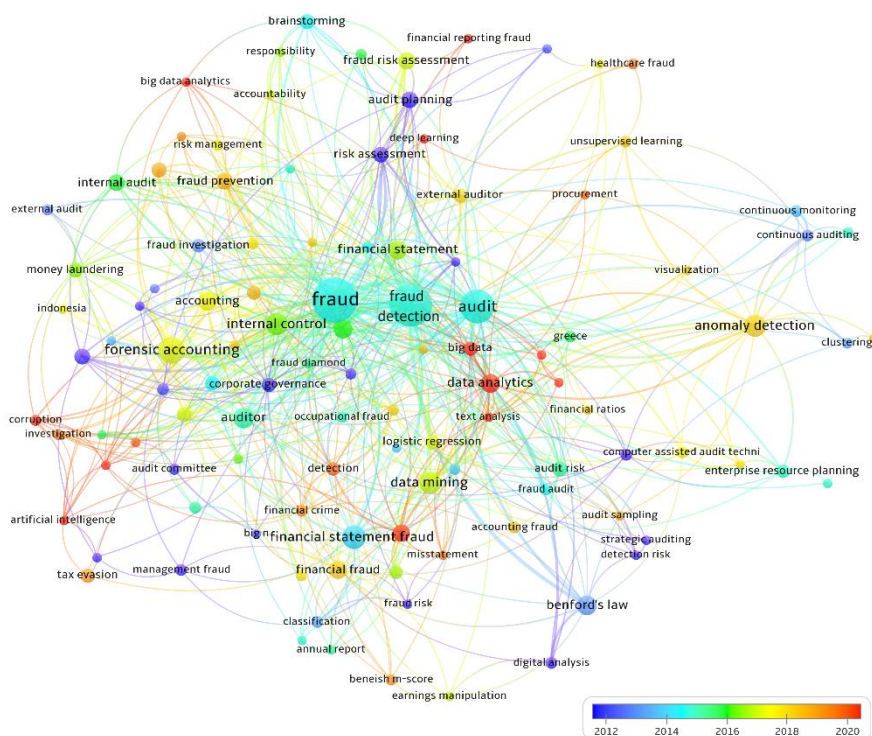 brainstorming
financial reporting fraud
responsibility
fraud risk assessment
healthcare fraud
big data analytics
accountability
audit planning
deep learning
risk management
risk assessment
unsupervised learning
internal audit
fraud prevention
external auditor
procurement
external audit
continuous monitoring
fraud investigation
financial statement
continuous auditing
money laundering
visualization
indonesia
accounting
fraud
fraud
detection
audit
internal control
anomaly detection
forensic accounting
big data
greece
clustering
fraud diamond
corporate governance
data analytics
corruption
auditor
occupational fraud
text analysis
financial ratios
investigation
logistic regression
computer assisted audit techni
audit committee
detection
data mining
audit risk
enterprise resource planning
fraud audit
artificial intelligence
financial crime
audit sampling
big n
financial statement fraud
accounting fraud
strategic auditing
misstatement
detection risk
tax evasion
management fraud
financial fraud
fraud risk
benford's law
classification
annual report
digital analysis
beneish m-score
earnings manipulation
2012 2014 2016 2018 2020